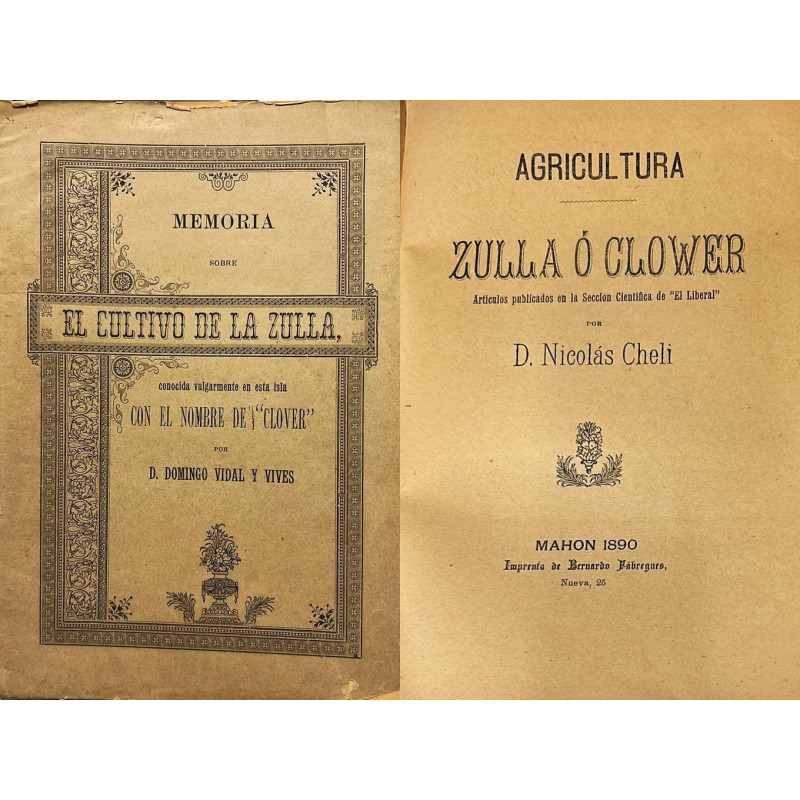 MEMORIA
SOBRE
EL CULTIVO DE LA ZULLA,
conocida vulgarmente en esta isla
CON EL NOMBRE DE "CLOVER"
POR
D. DOMINGO VIDAL Y VIVES
AGRICULTURA
ZULLA Ó CLOWER
Artículos publicados en la Seccion Científica de "El Liberal"
POR
D. Nicolás Cheli
MAHON 1890
Imprenta de Bernardo Fábregues,
Nueva, 25